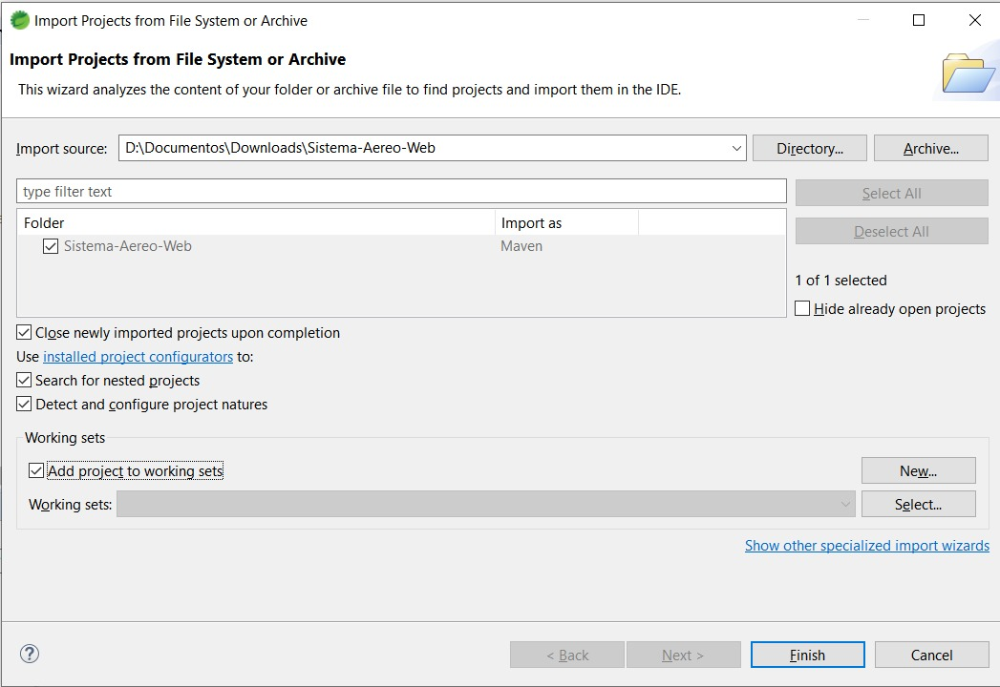 Import Projects from File System or Archive
Import Projects from File System or Archive
This wizard analyzes the content of your folder or archive file to find projects and import them in the IDE.
Import source: D:\Documentos\Downloads\Sistema-Aereo-Web Directory... Archive...
type filter text Select All
Folder Import as Deselect All
Sistema-Aereo-Web Maven
1 of 1 selected
Hide already open projects
Close newly imported projects upon completion
Use installed project configurators to:
Search for nested projects
Detect and configure project natures
Working sets
Add project to working sets New...
Working sets: Select...
Show other specialized import wizards
? < Back Next > Finish Cancel